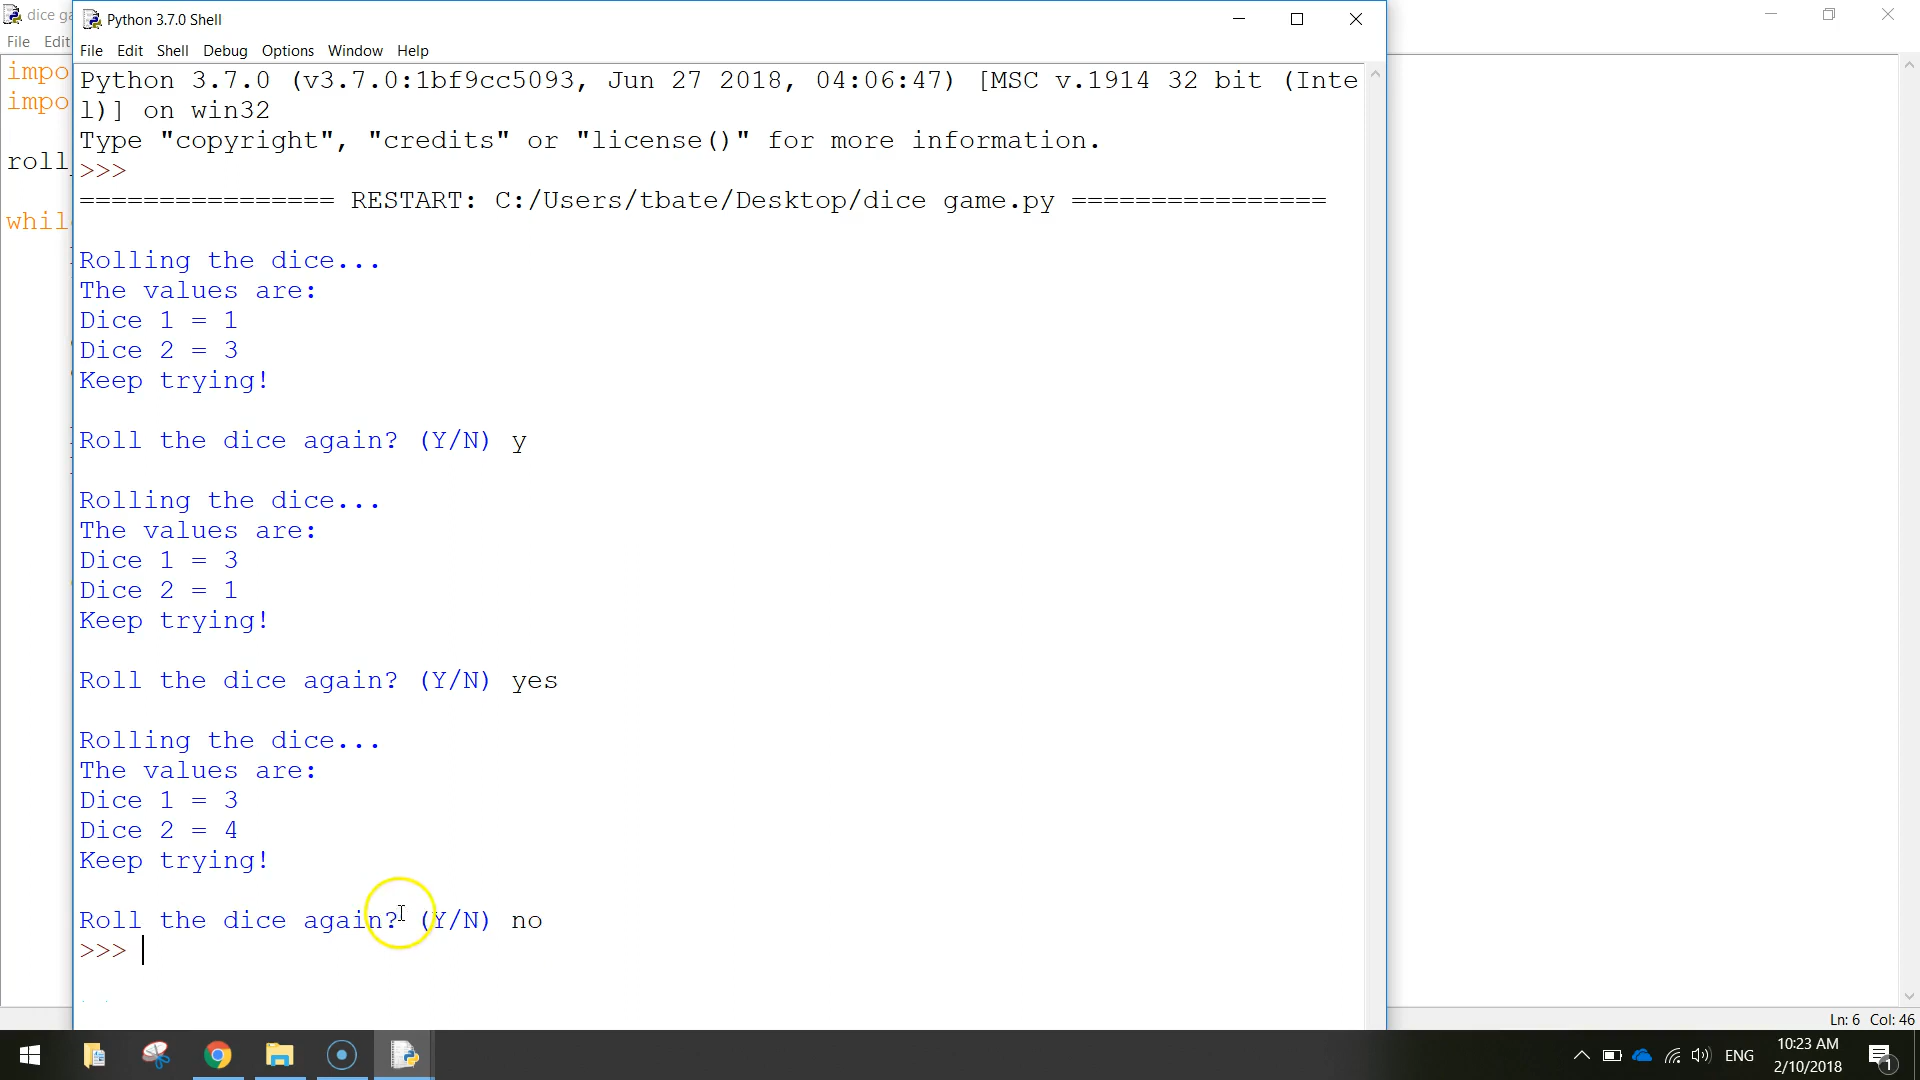 dice ga
Python 3.7.0 Shell
File Edit
File Edit Shell Debug Options Window Help
impo
impo
roll_
whil
Python 3.7.0 (v3.7.0:1bf9cc5093, Jun 27 2018, 04:06:47) [MSC v.1914 32 bit (Inte
l)] on win32
Type "copyright", "credits" or "license()" for more information.
>>>
================ RESTART: C:/Users/tbate/Desktop/dice game.py ================
Rolling the dice...
The values are:
Dice 1 = 1
Dice 2 = 3
Keep trying!
Roll the dice again? (Y/N) y
Rolling the dice...
The values are:
Dice 1 = 3
Dice 2 = 1
Keep trying!
Roll the dice again? (Y/N) yes
Rolling the dice...
The values are:
Dice 1 = 3
Dice 2 = 4
Keep trying!
Roll the dice again? (Y/N) no
>>>
Ln: 6 Col: 46
ENG
10:23 AM
2/10/2018
1